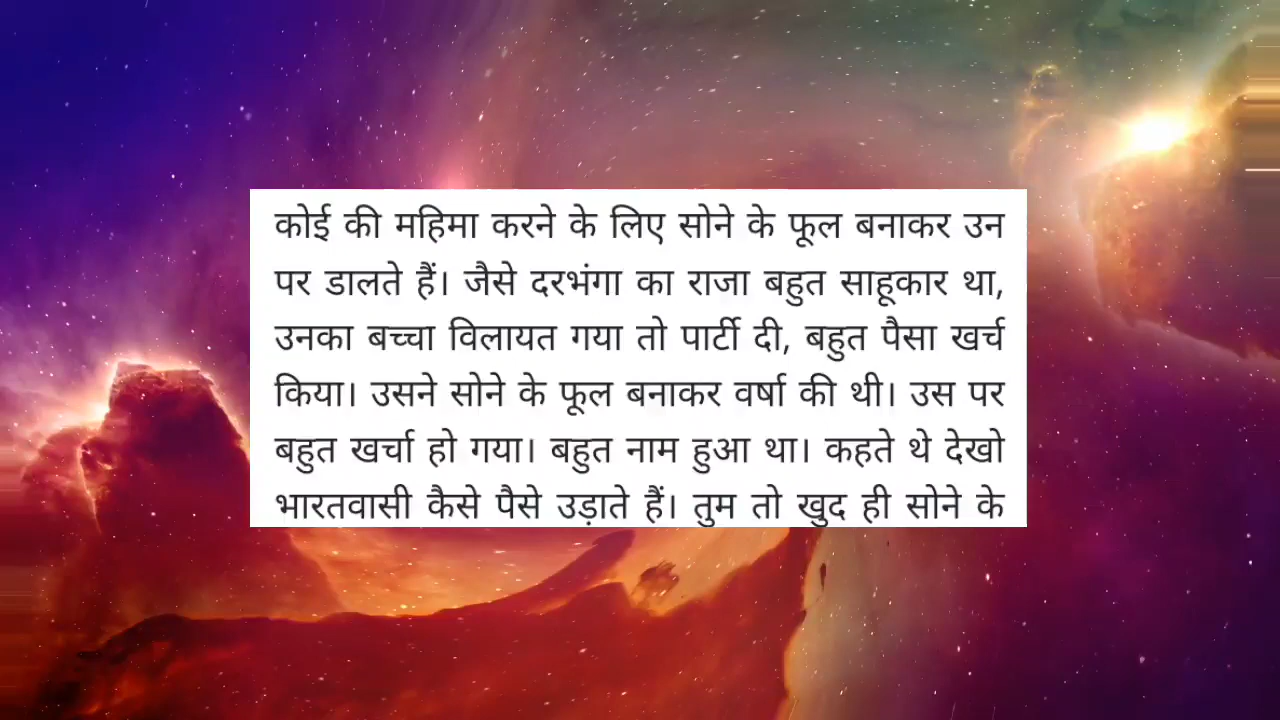 कोई की महिमा करने के लिए सोने के फूल बनाकर उन
पर डालते हैं। जैसे दरभंगा का राजा बहुत साहूकार था,
उनका बच्चा विलायत गया तो पार्टी दी, बहुत पैसा खर्च
किया। उसने सोने के फूल बनाकर वर्षा की थी। उस पर
बहुत खर्चा हो गया। बहुत नाम हुआ था। कहते थे देखो
भारतवासी कैसे पैसे उड़ाते हैं। तुम तो खुद ही सोने के